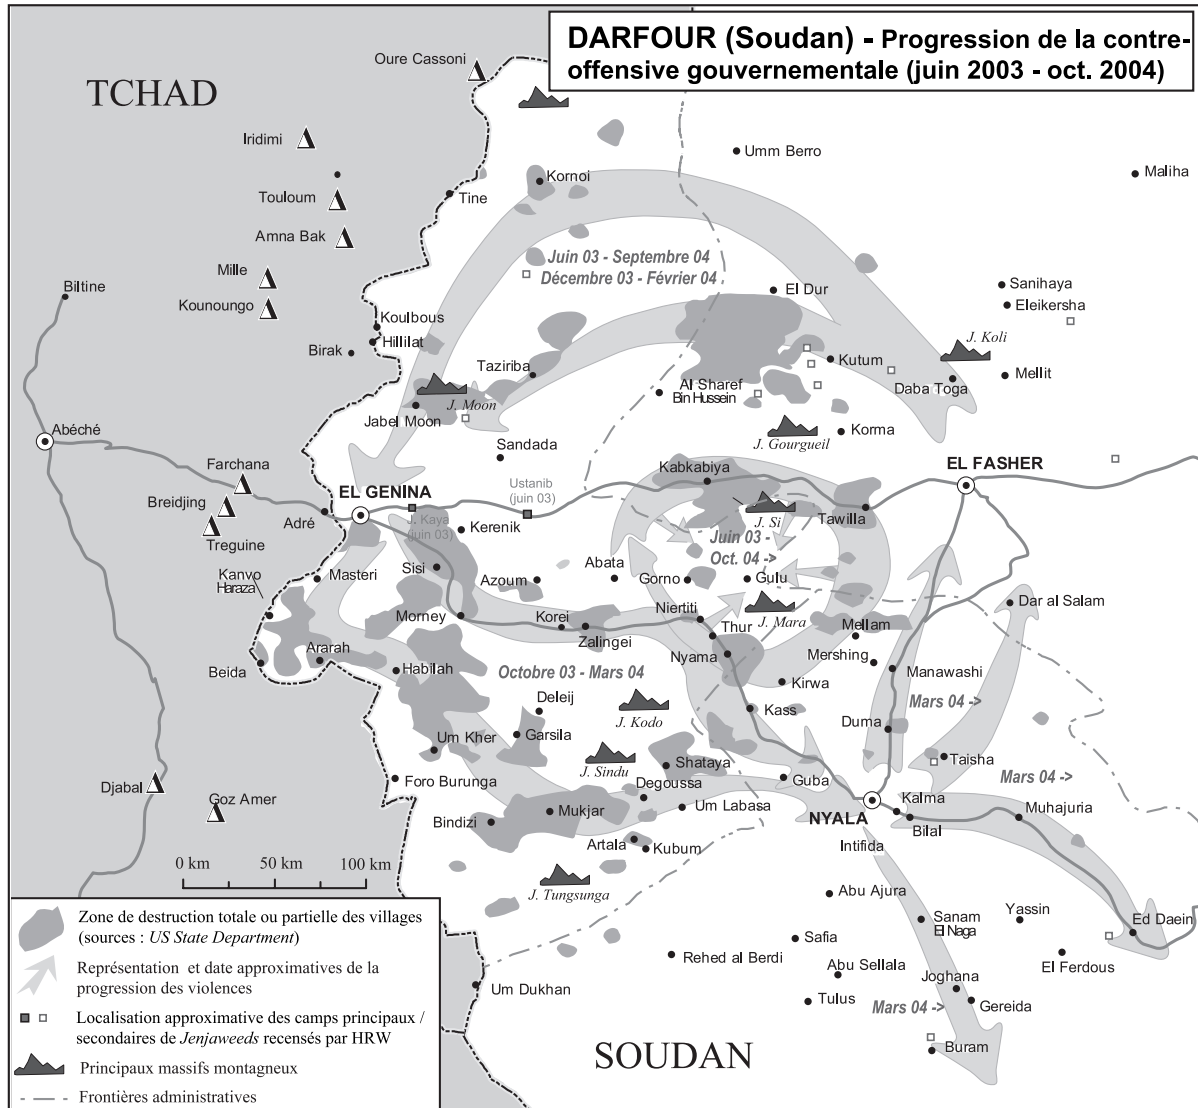 DARFOUR (Soudan) - Progression de la contre-
offensive gouvernementale (juin 2003 - oct. 2004)
TCHAD
Oure Cassoni
Iridimi
Umm Berro
Maliha
Kornoi
Touloum
Tine
Amna Bak
Juin 03 - Septembre 04
Décembre 03 - Février 04
Mille
Biltine
Kounoungo
El Dur
Sanihaya
Eleikersha
Koulbous
Hillilat
Birak
J. Koli
Taziriba
Kutum
Mellit
Al Sharef
Bin Hussein
Daba Toga
J. Moon
Jabel Moon
Abéché
Sandada
J. Gourgueil
Korma
Farchana
Kabkabiya
EL FASHER
Breidjing
EL GENINA
Ustanib
(juin 03)
Adré
J. Kaya
(juin 03)
Kerenik
J. Si
Tawilla
Treguine
Juin 03 -
Oct. 04 ->
Kanvo
Haraza
Masteri
Sisi
Azoum
Abata
Gorno
Gulu
Dar al Salam
Morney
Korei
Zalingei
Niertiti
J. Mara
Thur
Mellam
Ararah
Beida
Habilah
Octobre 03 - Mars 04
Nyama
Mershing
Manawashi
Kirwa
Deleij
J. Kodo
Kass
Mars 04 ->
Duma
Um Kher
Garsila
J. Sindu
Shataya
Taisha
Mars 04 ->
Djabal
Foro Burunga
Degoussa
Guba
Goz Amer
Bindizi
Mukjar
Um Labasa
NYALA
Kalma
Bilal
Muhajuria
Artala
Kubum
Intifida
0 km
50 km
100 km
J. Tungsunga
Abu Ajura
Yassin
Sanam
El Naga
Ed Daein
Safia
Rehed al Berdi
Abu Sellala
El Ferdous
Um Dukhan
Joghana
Tulus
Mars 04 ->
Gereida
SOUDAN
Buram
Zone de destruction totale ou partielle des villages
(sources : US State Department)
Représentation et date approximatives de la
progression des violences
Localisation approximative des camps principaux /
secondaires de Jenjaweeds recensés par HRW
Principaux massifs montagneux
Frontières administratives